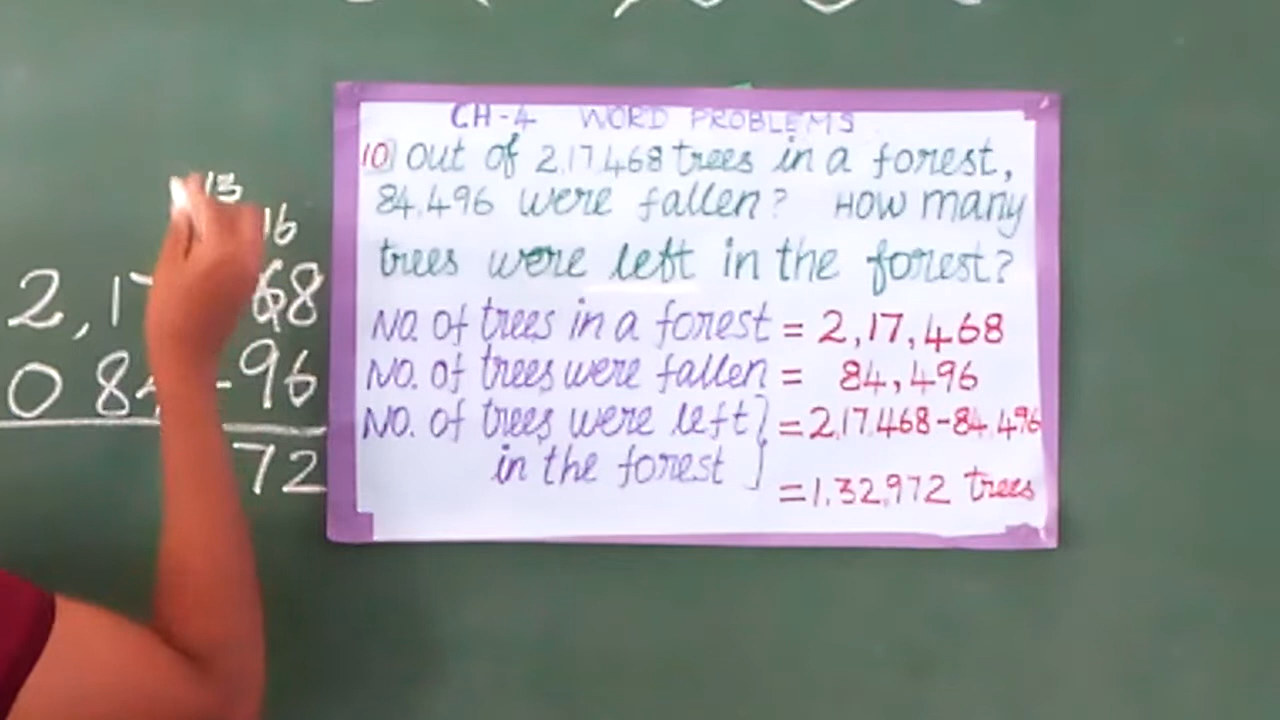 CH-4 WORD PROBLEMS
10) Out of 2,17,468 trees in a forest,
84,496 were fallen? How many
trees were left in the forest?
No. of trees in a forest = 2,17,468
No. of trees were fallen = 84,496
No. of trees were left } = 2,17,468-84,496
in the forest
= 1,32,972 trees
13
16
2,17 68
0 84 -96
72